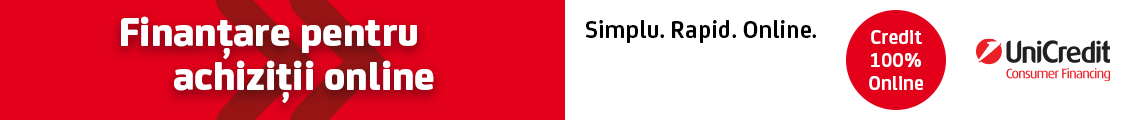 Finanțare pentru
achiziții online
Simplu. Rapid. Online.
Credit
100%
Online
UniCredit
Consumer Financing